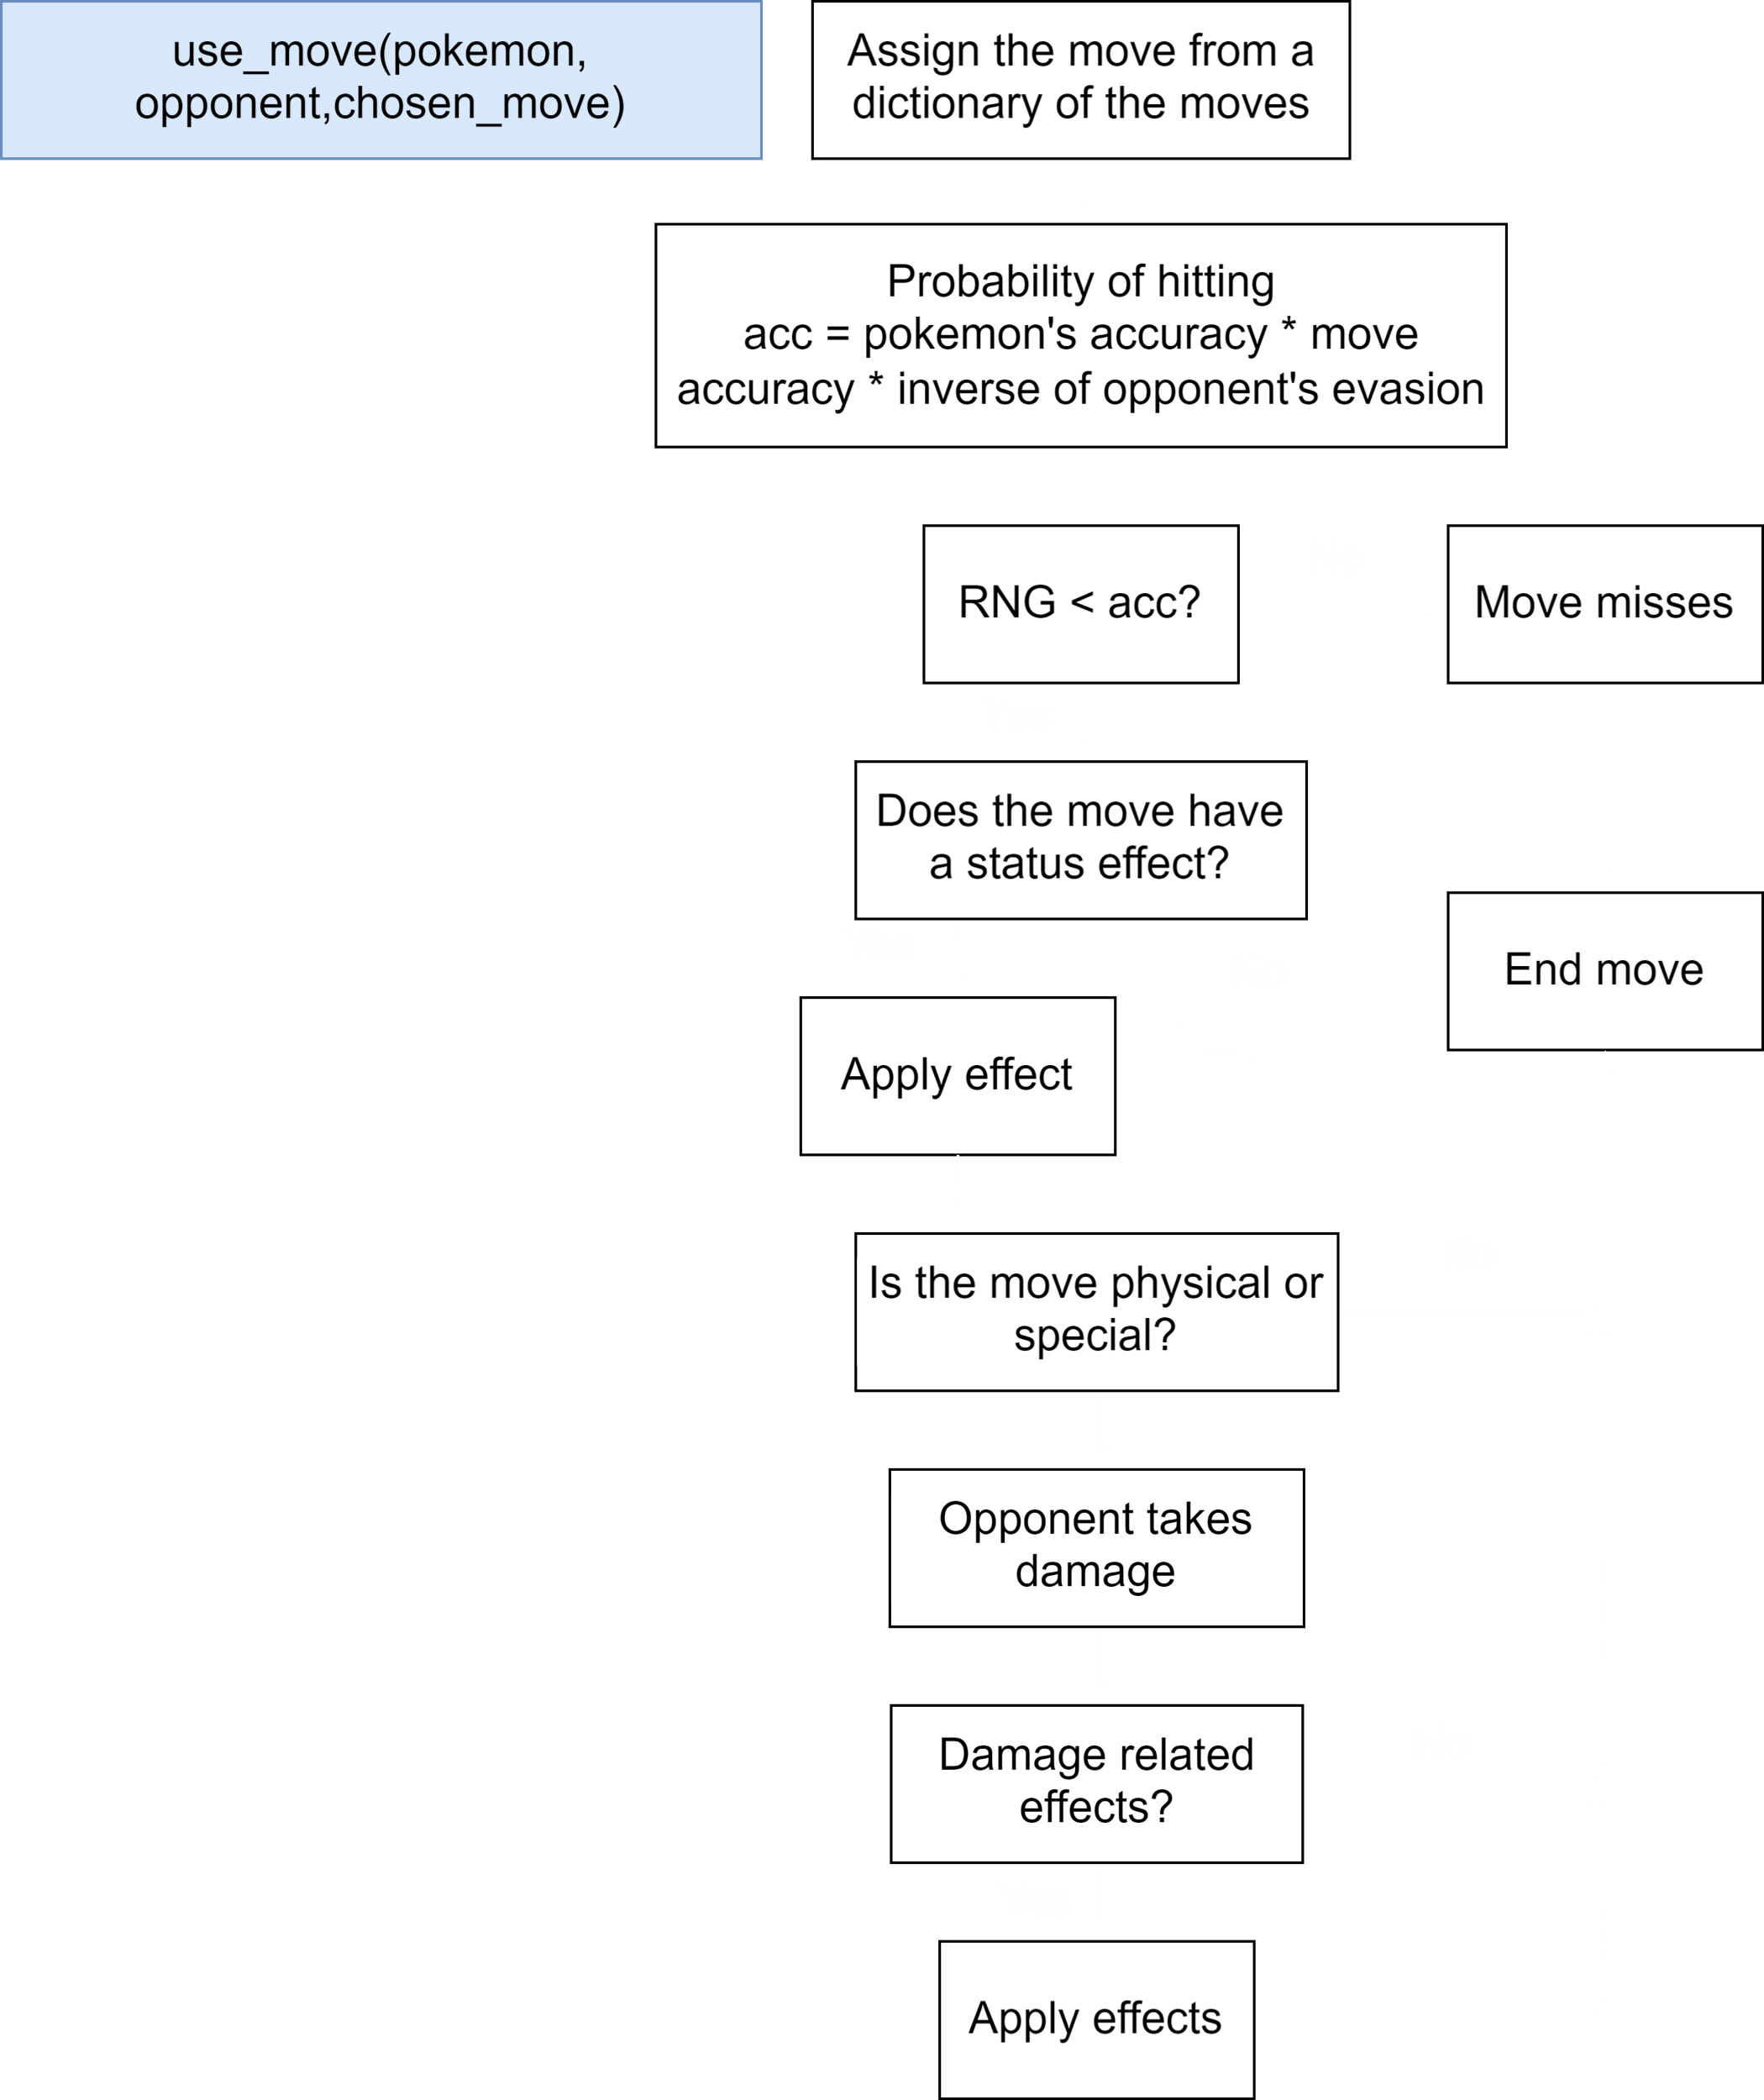 use_move(pokemon,
opponent,chosen_move)
Assign the move from a
dictionary of the moves
Probability of hitting
acc = pokemon's accuracy * move
accuracy * inverse of opponent's evasion
RNG < acc?
Move misses
Does the move have
a status effect?
End move
Apply effect
Is the move physical or
special?
Opponent takes
damage
Damage related
effects?
Apply effects